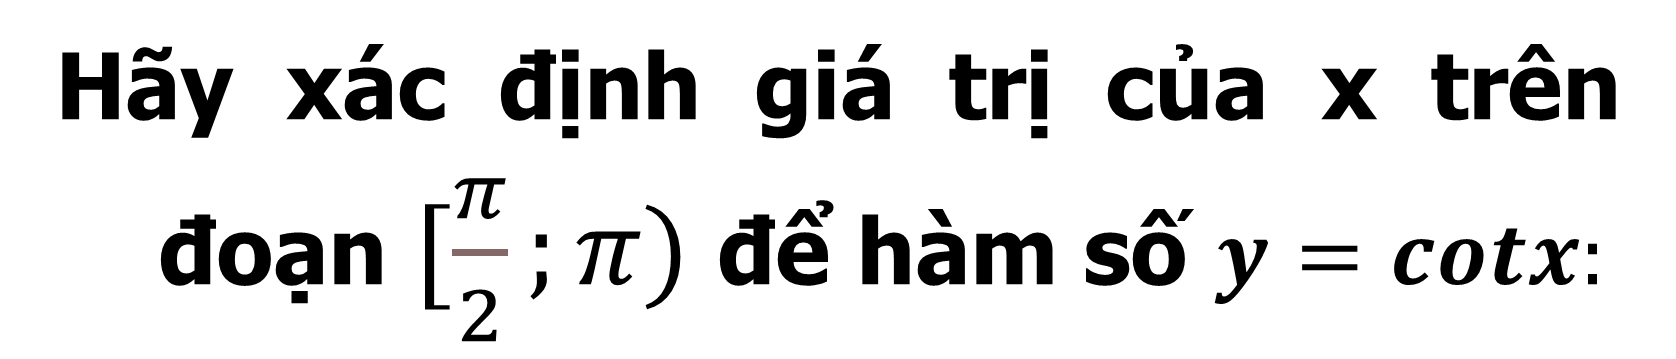 Hãy xác định giá trị của x trên
đoạn [π/2 ; π) để hàm số y = cotx: